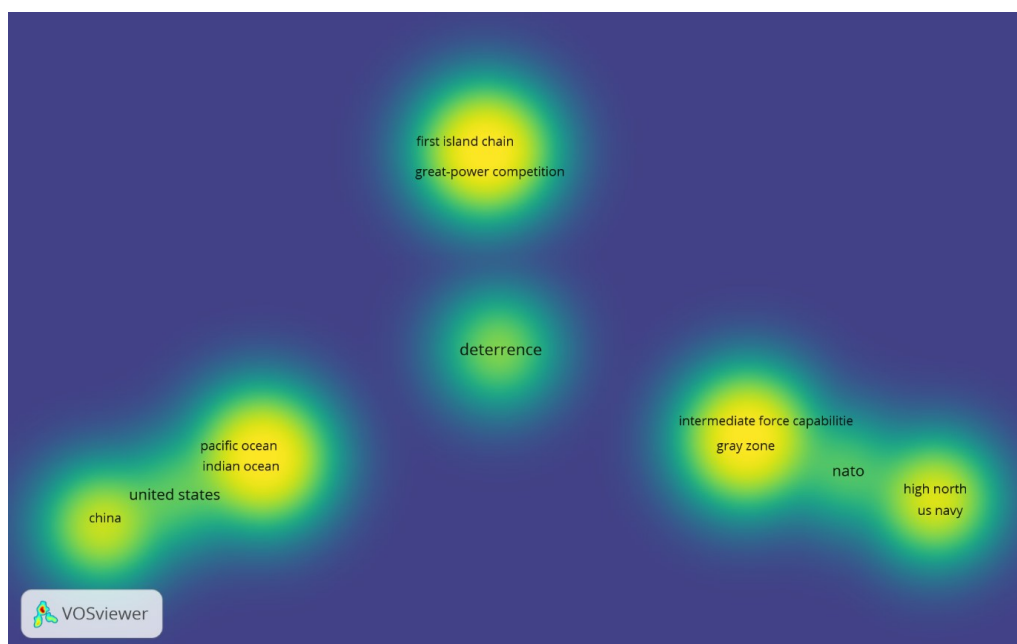 first island chain
great-power competition
deterrence
pacific ocean
indian ocean
united states
china
intermediate force capabilitie
gray zone
nato
high north
us navy
VOSviewer